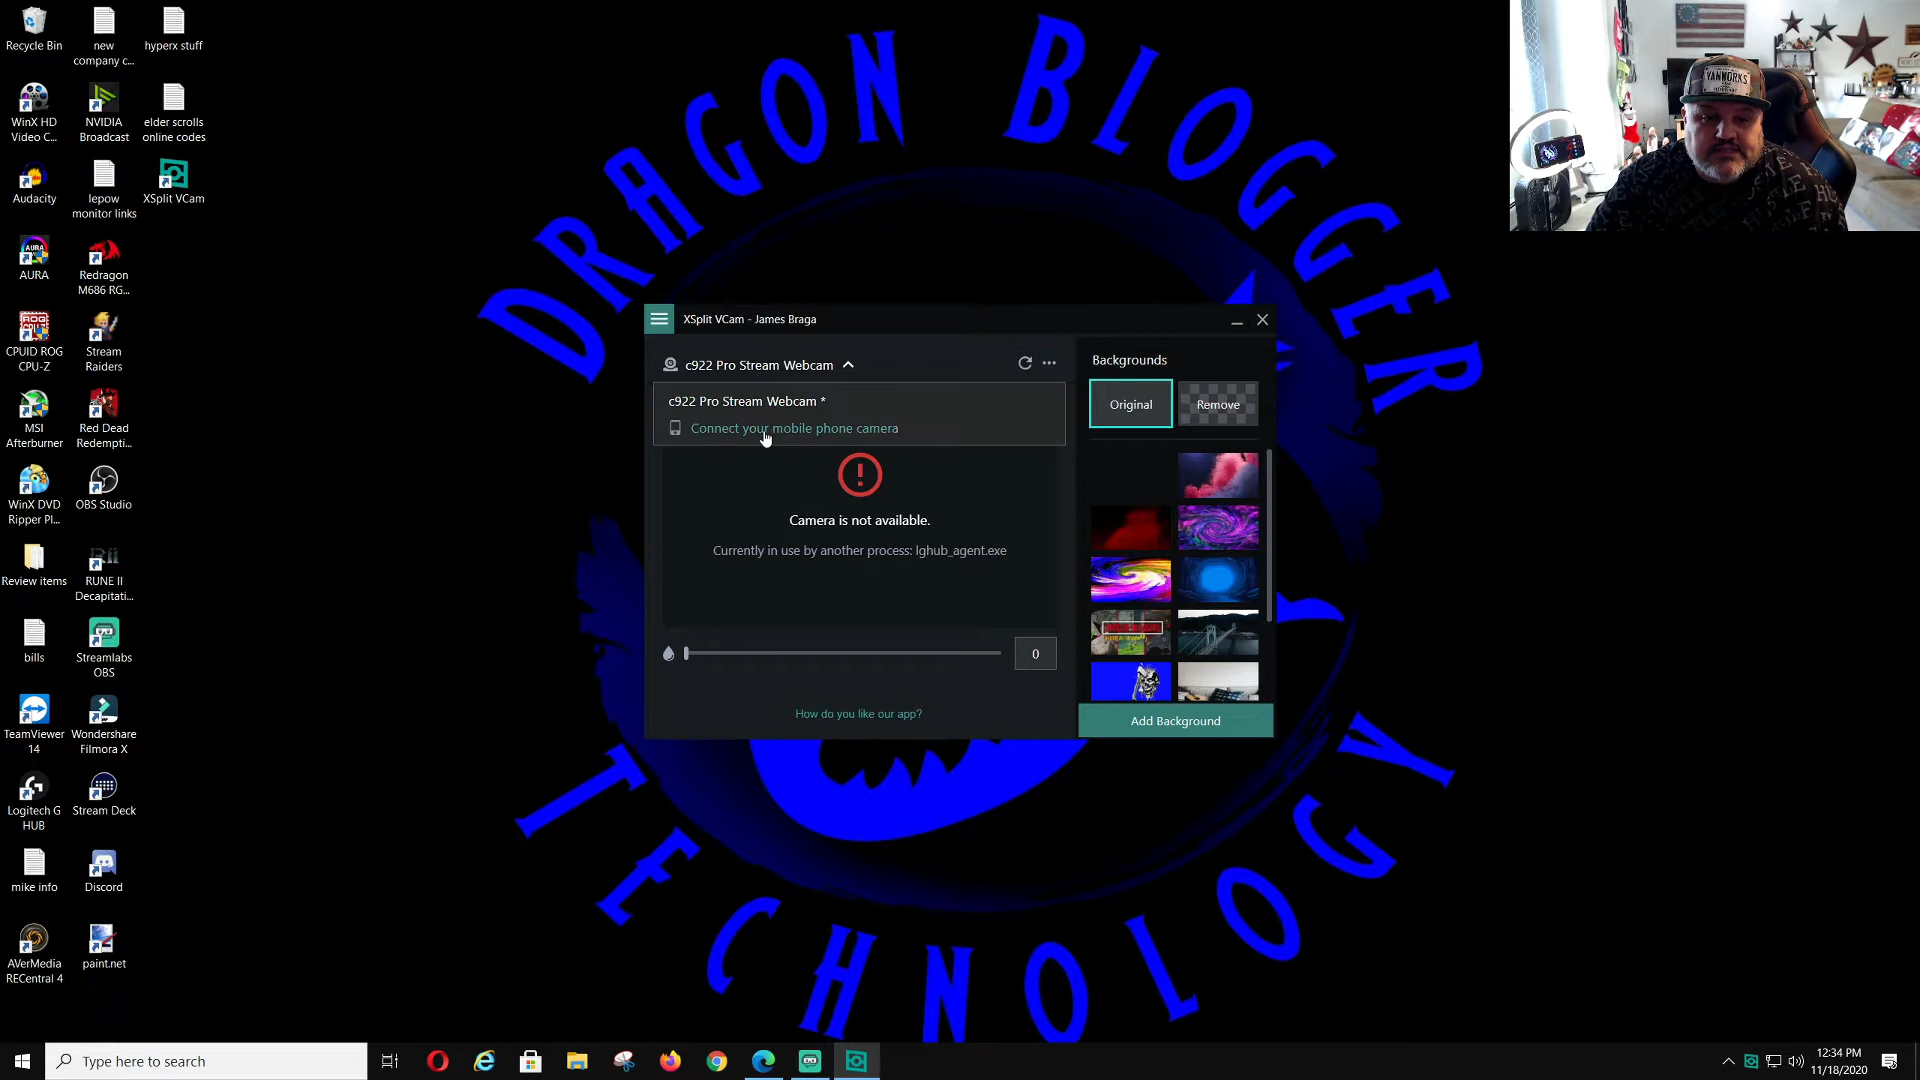 Recycle Bin
new
company c...
hyperx stuff
WinX HD
Video C...
NVIDIA
Broadcast
elder scrolls
online codes
Audacity
lepow
monitor links
XSplit VCam
AURA
AURA
Redragon
M686 RG...
CPUID ROG
CPU-Z
Stream
Raiders
MSI
Afterburner
Red Dead
Redempti...
WinX DVD
Ripper Pl...
OBS Studio
Review items
RUNE II
Decapitati...
bills
Streamlabs
OBS
TeamViewer
14
Wondershare
Filmora X
Logitech G
HUB
Stream Deck
mike info
Discord
AVerMedia
RECentral 4
paint.net
DRAGON BLOGGER
TECHNOLOGY
VANWORKS
XSplit VCam - James Braga
c922 Pro Stream Webcam
c922 Pro Stream Webcam *
Connect your mobile phone camera
Camera is not available.
Currently in use by another process: lghub_agent.exe
0
How do you like our app?
Backgrounds
Original
Remove
Add Background
Type here to search
12:34 PM
11/18/2020